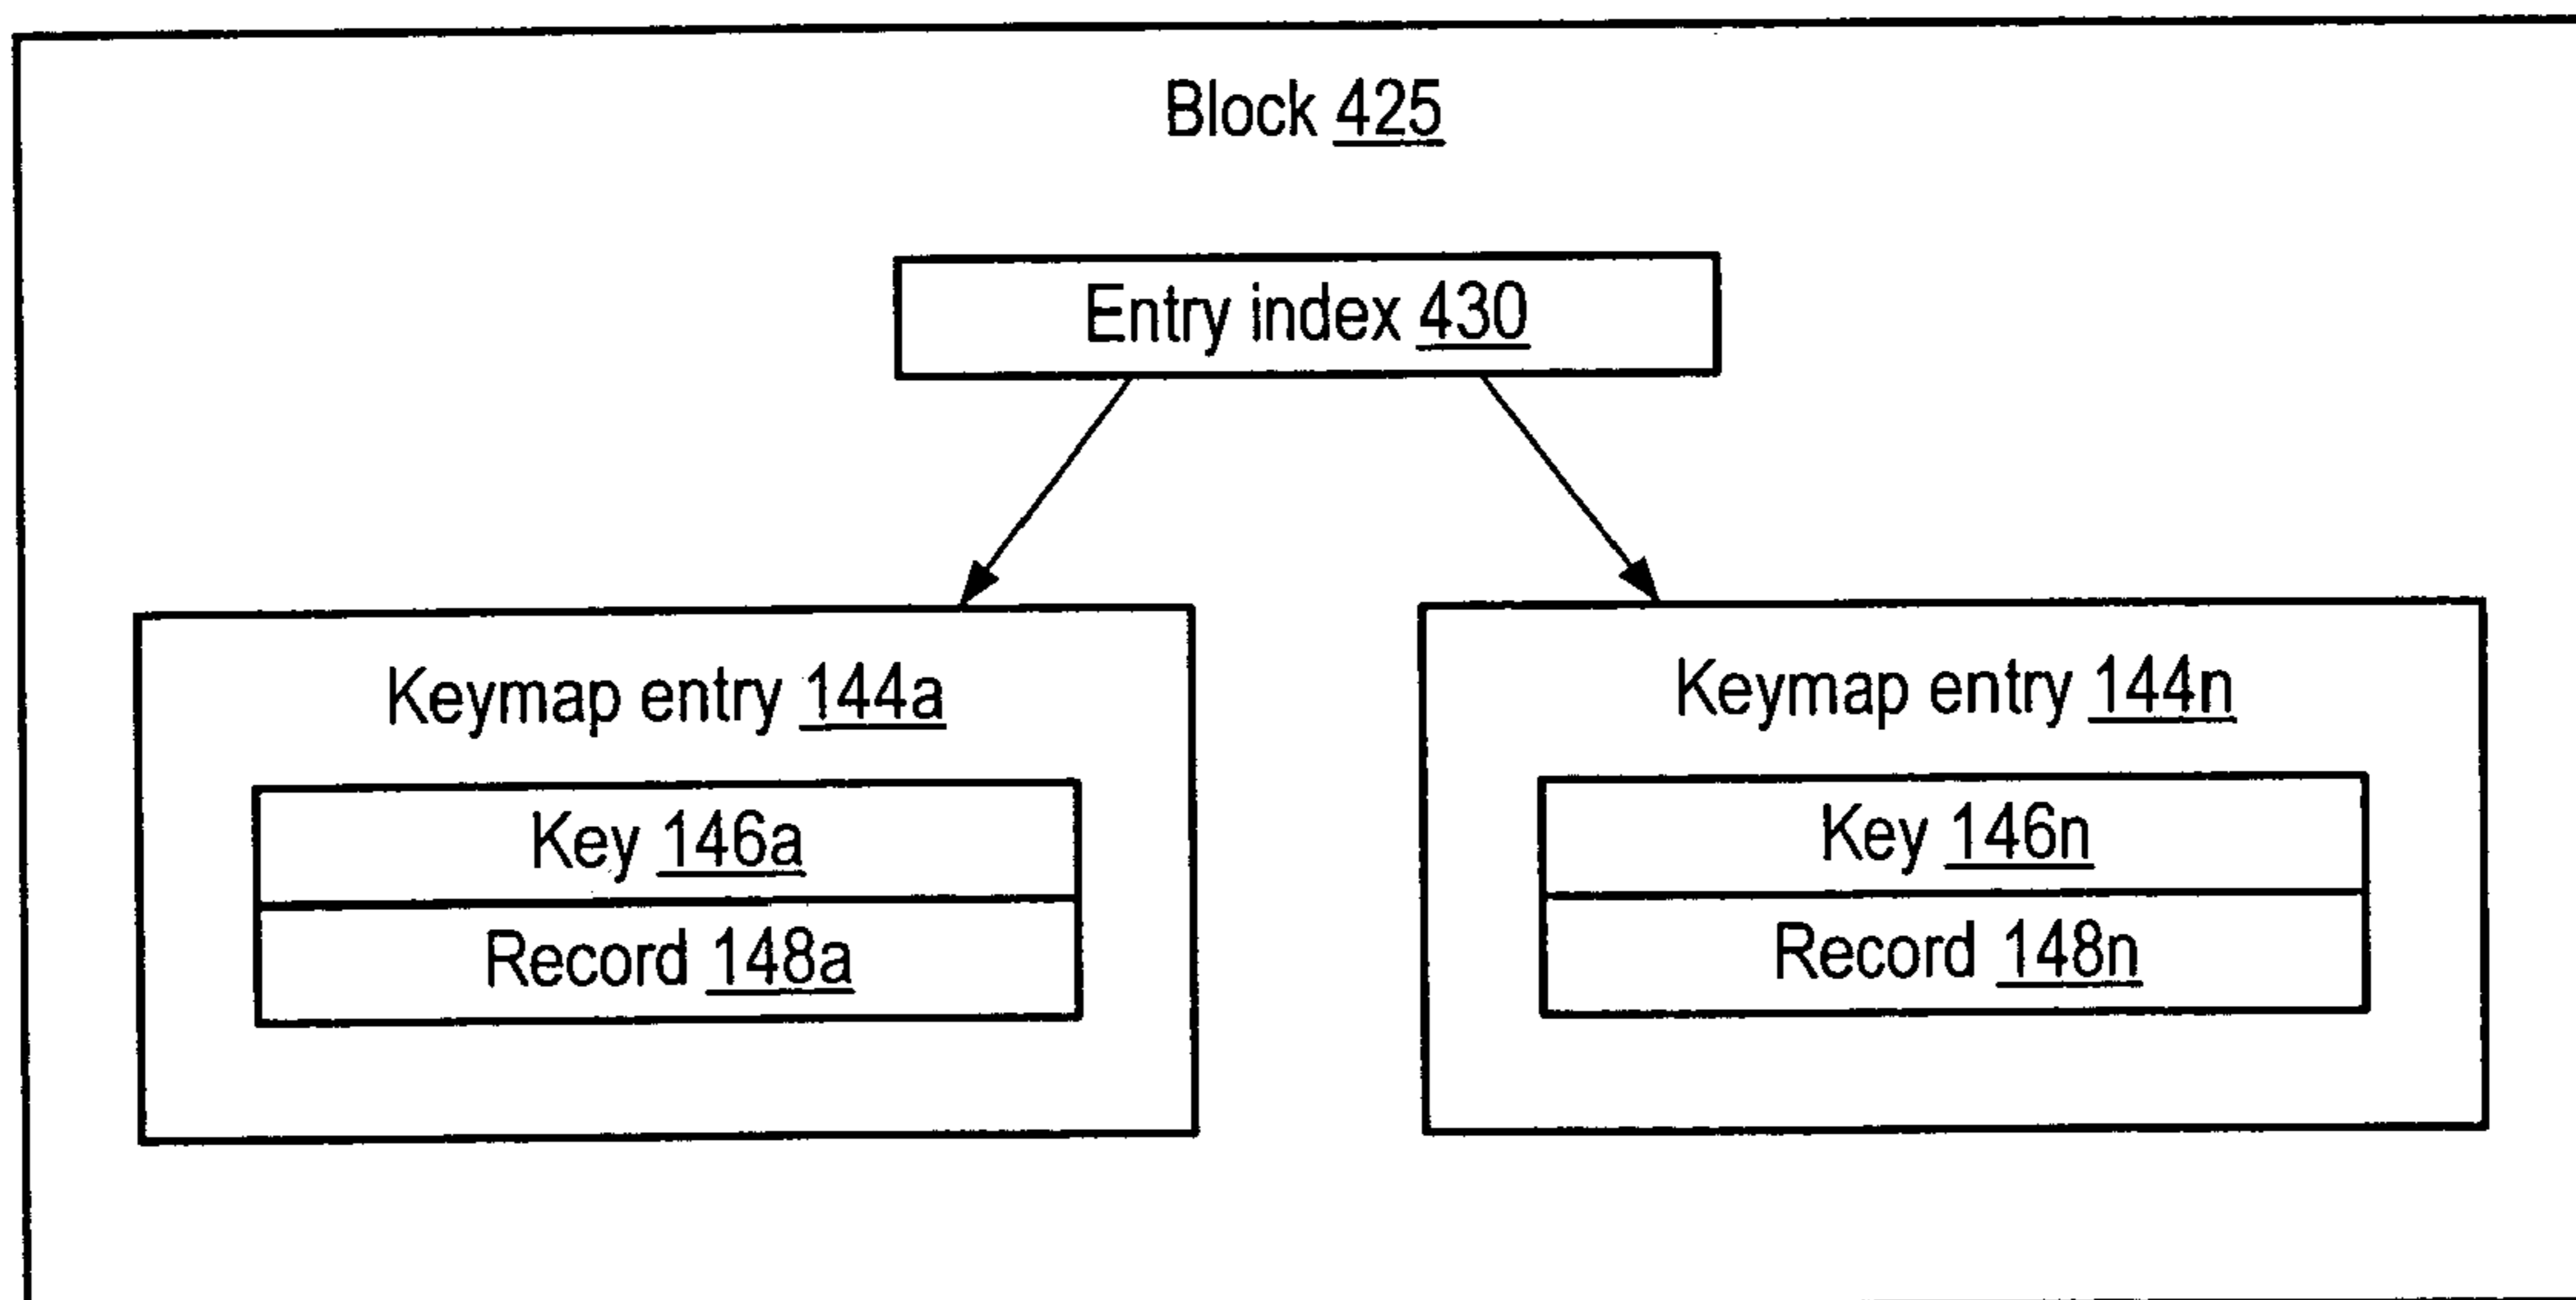 Block 425
Entry index 430
Keymap entry 144a
Keymap entry 144n
Key 146a
Key 146n
Record 148a
Record 148n